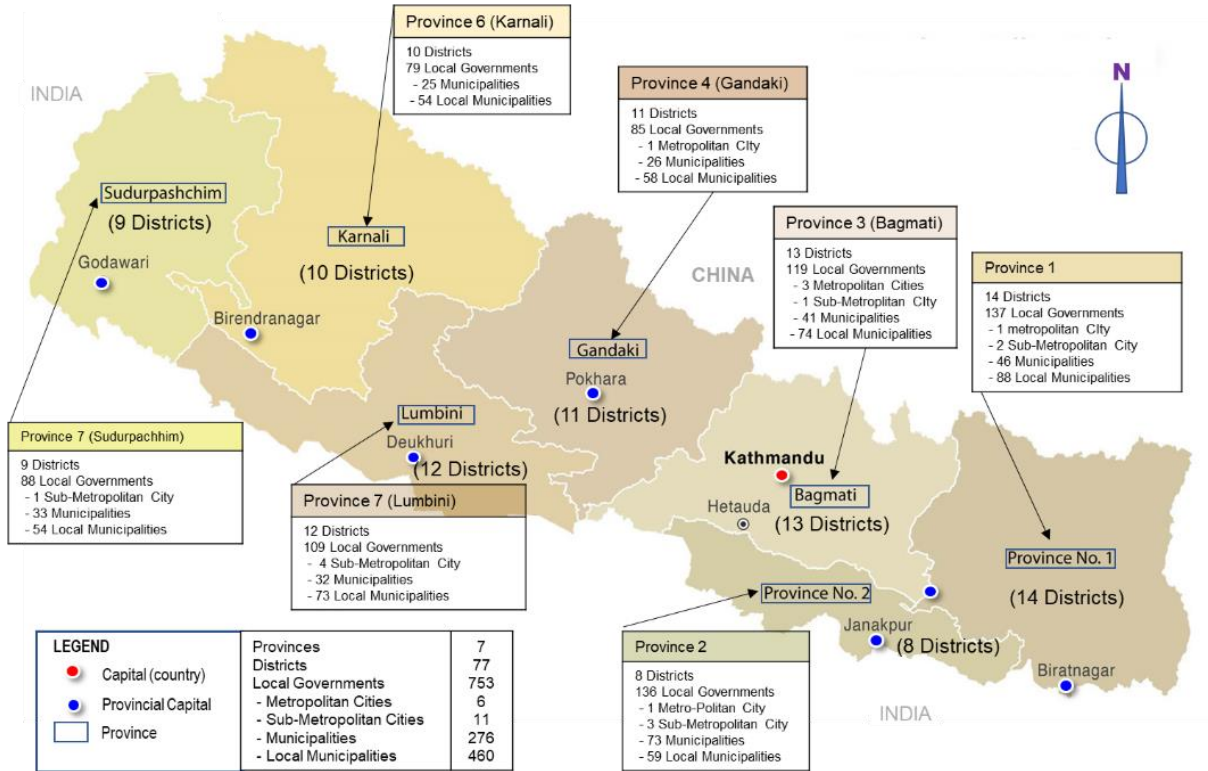 Province 6 (Karnali)
10 Districts
79 Local Governments
- 25 Municipalities
- 54 Local Municipalities
INDIA
Province 4 (Gandaki)
11 Districts
85 Local Governments
- 1 Metropolitan CIty
- 26 Municipalities
- 58 Local Municipalities
N
Sudurpashchim
(9 Districts)
Godawari
Karnali
(10 Districts)
Birendranagar
CHINA
Province 3 (Bagmati)
13 Districts
119 Local Governments
- 3 Metropolitan Cities
- 1 Sub-Metroplitan CIty
- 41 Municipalities
- 74 Local Municipalities
Province 1
14 Districts
137 Local Governments
- 1 metropolitan CIty
- 2 Sub-Metropolitan City
- 46 Municipalities
- 88 Local Municipalities
Gandaki
Pokhara
(11 Districts)
Lumbini
Deukhuri
(12 Districts)
Province 7 (Sudurpachhim)
9 Districts
88 Local Governments
- 1 Sub-Metropolitan City
- 33 Municipalities
- 54 Local Municipalities
Province 7 (Lumbini)
12 Districts
109 Local Governments
- 4 Sub-Metropolitan City
- 32 Municipalities
- 73 Local Municipalities
Kathmandu
Bagmati
Hetauda
(13 Districts)
Province No. 1
(14 Districts)
Province No. 2
Janakpur
(8 Districts)
Biratnagar
Province 2
8 Districts
136 Local Governments
- 1 Metro-Politan City
- 3 Sub-Metropolitan City
- 73 Municipalities
- 59 Local Municipalities
INDIA
LEGEND
Capital (country)
Provincial Capital
Province
Provinces 7
Districts 77
Local Governments 753
- Metropolitan Cities 6
- Sub-Metropolitan Cities 11
- Municipalities 276
- Local Municipalities 460